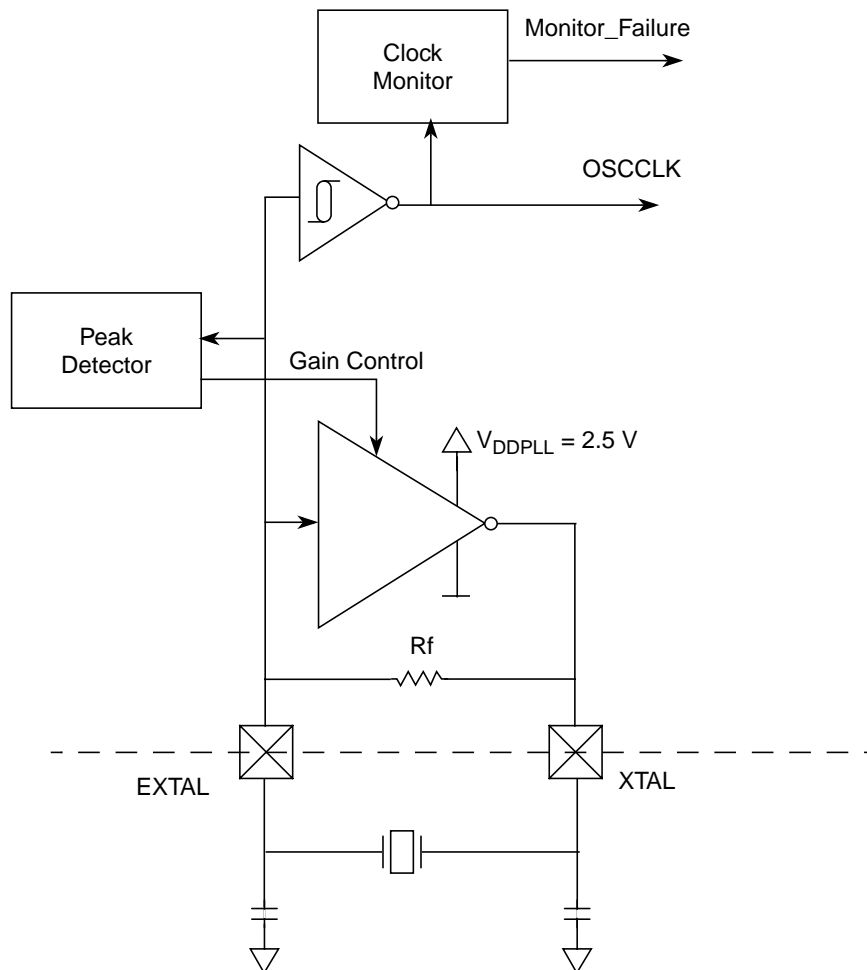 Monitor_Failure
Clock
Monitor
OSCCLK
Peak
Detector
Gain Control
VDDPLL = 2.5 V
Rf
EXTAL
XTAL